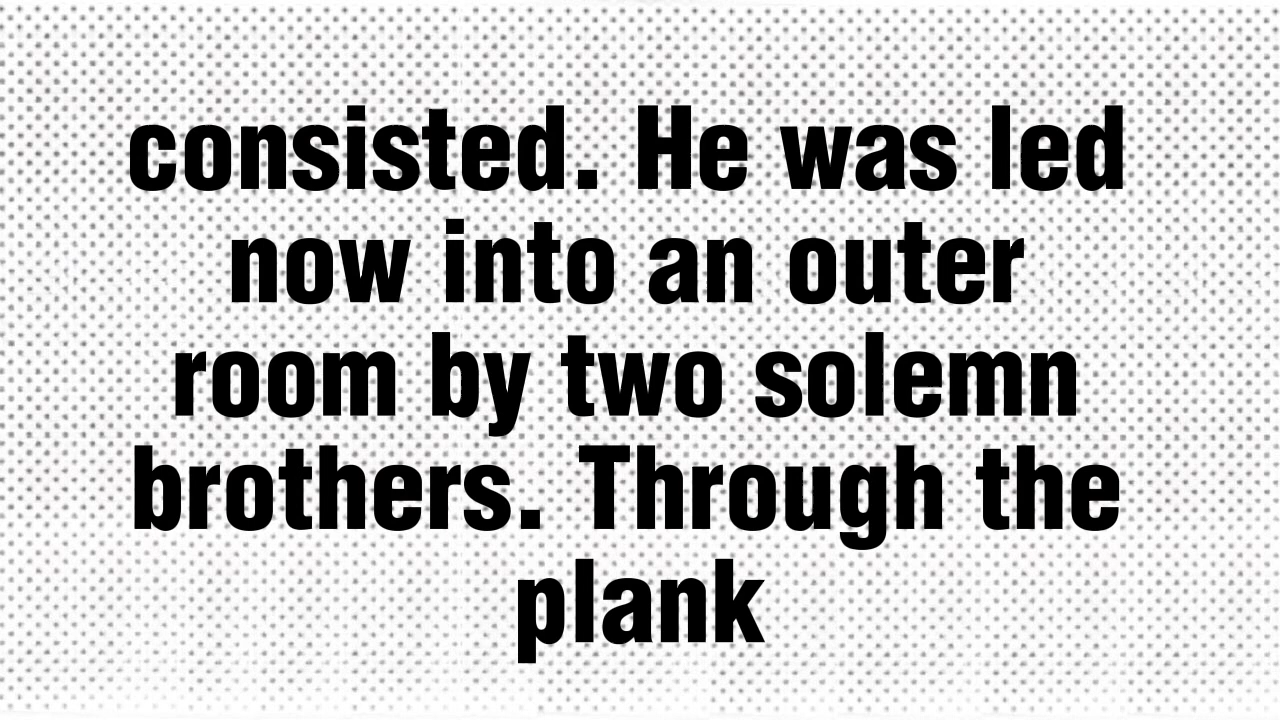 consisted. He was led
now into an outer
room by two solemn
brothers. Through the
plank